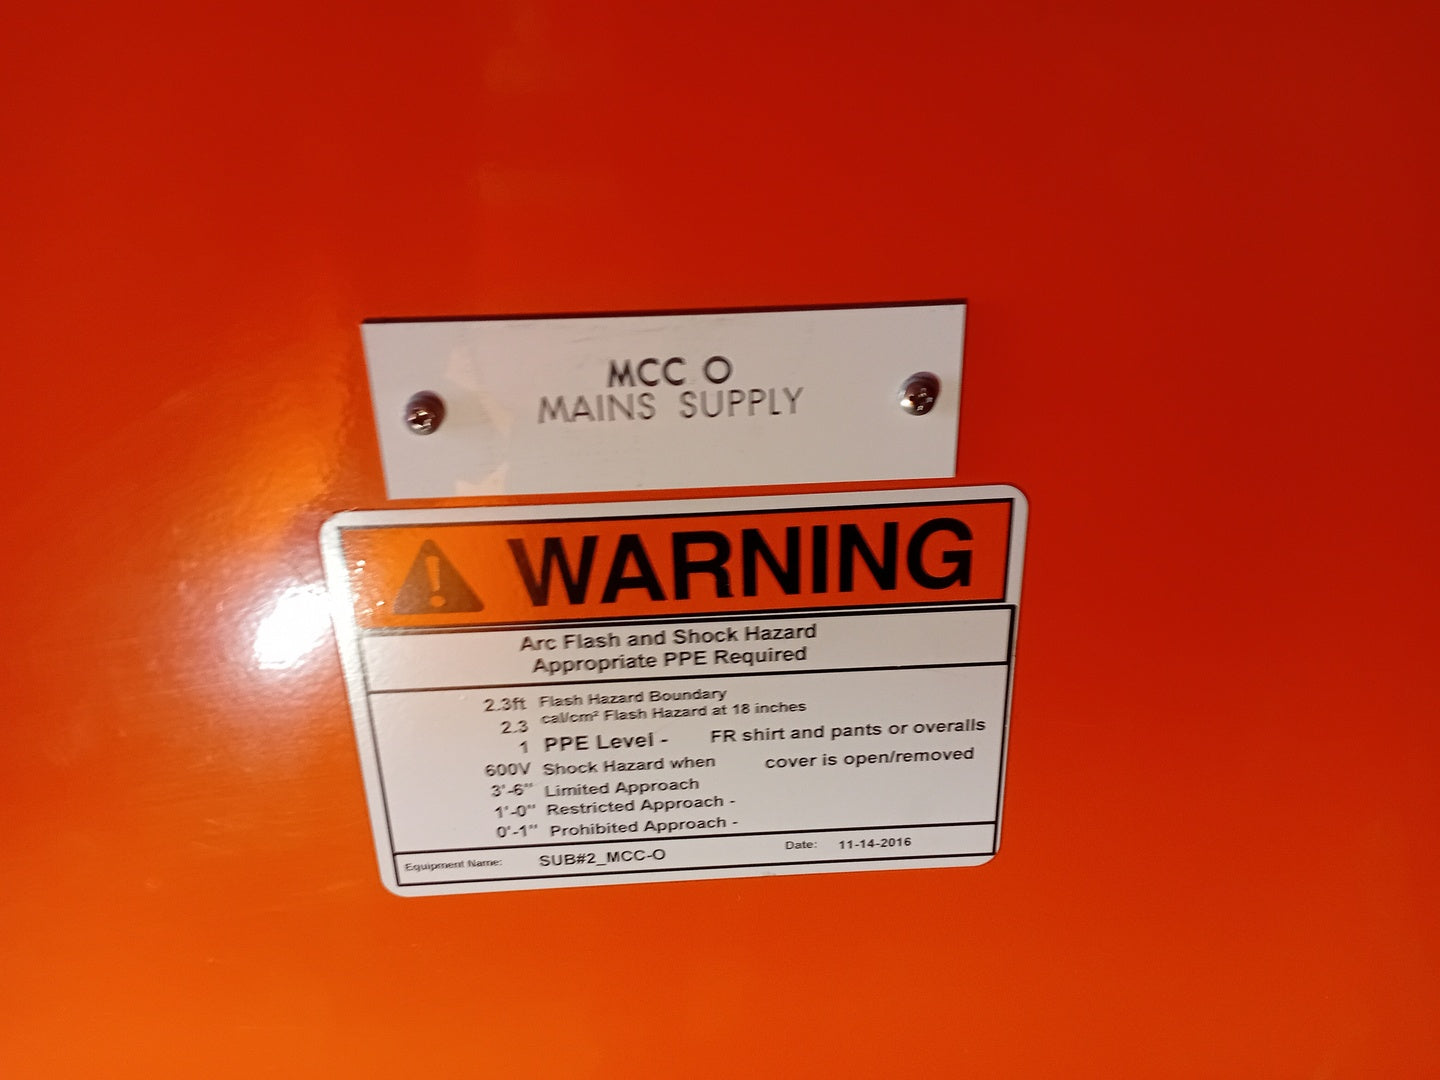 MCC O
MAINS SUPPLY
WARNING
Arc Flash and Shock Hazard
Appropriate PPE Required
2.3ft Flash Hazard Boundary
2.3 cal/cm² Flash Hazard at 18 inches
1 PPE Level - FR shirt and pants or overalls
600V Shock Hazard when cover is open/removed
3'-6" Limited Approach
1'-0" Restricted Approach -
0'-1" Prohibited Approach -
Equipment Name: SUB#2_MCC-O Date: 11-14-2016